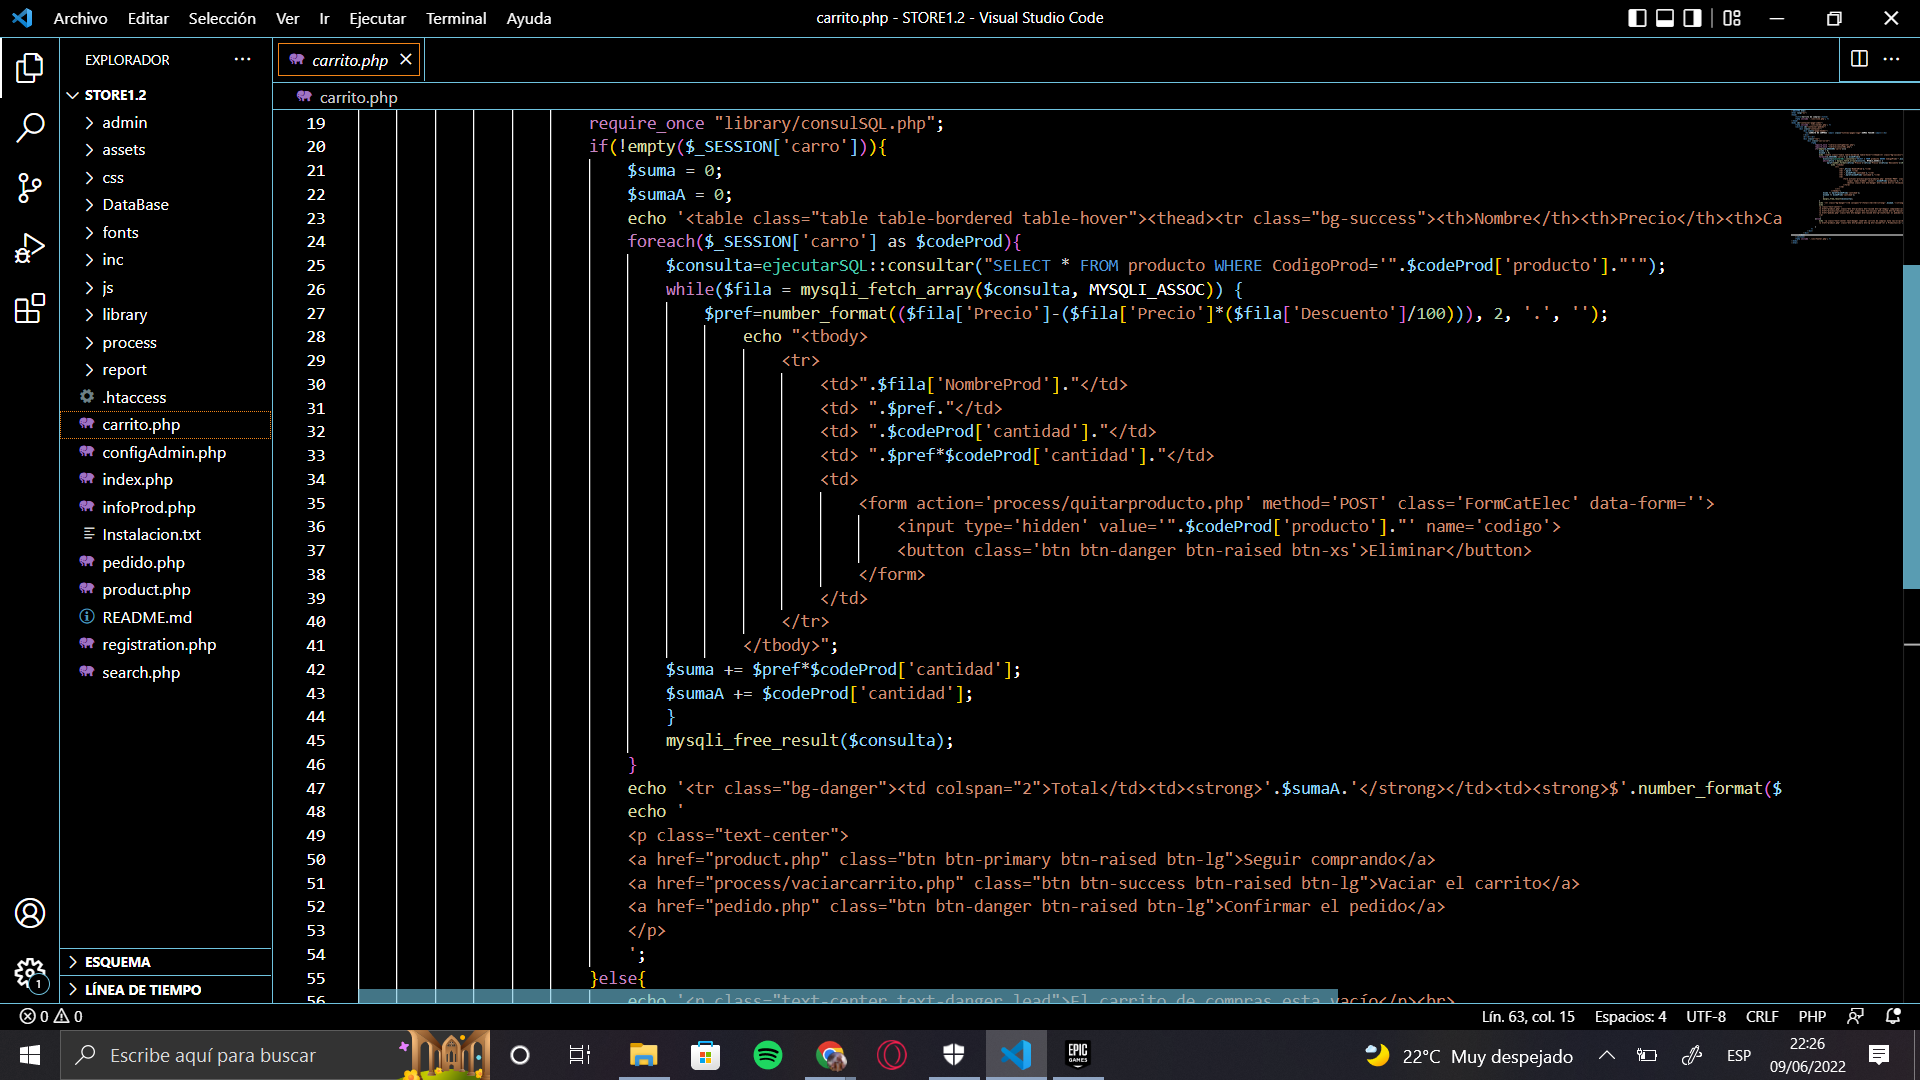 Archivo Editar Selección Ver Ir Ejecutar Terminal Ayuda
carrito.php - STORE1.2 - Visual Studio Code
EXPLORADOR
carrito.php
STORE1.2
carrito.php
admin
assets
css
DataBase
fonts
inc
js
library
process
report
.htaccess
carrito.php
configAdmin.php
index.php
infoProd.php
Instalacion.txt
pedido.php
product.php
README.md
registration.php
search.php
ESQUEMA
LÍNEA DE TIEMPO
1
19 require_once "library/consulSQL.php";
20 if(!empty($_SESSION['carro'])){
21 $suma = 0;
22 $sumaA = 0;
23 echo '<table class="table table-bordered table-hover"><thead><tr class="bg-success"><th>Nombre</th><th>Precio</th><th>Ca
24 foreach($_SESSION['carro'] as $codeProd){
25 $consulta=ejecutarSQL::consultar("SELECT * FROM producto WHERE CodigoProd='".$codeProd['producto']."'");
26 while($fila = mysqli_fetch_array($consulta, MYSQLI_ASSOC)) {
27 $pref=number_format(($fila['Precio']-($fila['Precio']*($fila['Descuento']/100))), 2, '.', '');
28 echo "<tbody>
29 <tr>
30 <td>".$fila['NombreProd']."</td>
31 <td> ".$pref."</td>
32 <td> ".$codeProd['cantidad']."</td>
33 <td> ".$pref*$codeProd['cantidad']."</td>
34 <td>
35 <form action='process/quitarproducto.php' method='POST' class='FormCatElec' data-form=''>
36 <input type='hidden' value='".$codeProd['producto']."' name='codigo'>
37 <button class='btn btn-danger btn-raised btn-xs'>Eliminar</button>
38 </form>
39 </td>
40 </tr>
41 </tbody>";
42 $suma += $pref*$codeProd['cantidad'];
43 $sumaA += $codeProd['cantidad'];
44 }
45 mysqli_free_result($consulta);
46 }
47 echo '<tr class="bg-danger"><td colspan="2">Total</td><td><strong>'.$sumaA.'</strong></td><td><strong>$'.number_format($
48 echo '
49 <p class="text-center">
50 <a href="product.php" class="btn btn-primary btn-raised btn-lg">Seguir comprando</a>
51 <a href="process/vaciarcarrito.php" class="btn btn-success btn-raised btn-lg">Vaciar el carrito</a>
52 <a href="pedido.php" class="btn btn-danger btn-raised btn-lg">Confirmar el pedido</a>
53 </p>
54 ';
55 }else{
56 echo '<p class="text-center text-danger lead">El carrito de compras esta vacío</p><br>
0 0
Lín. 63, col. 15 Espacios: 4 UTF-8 CRLF PHP
Escribe aquí para buscar
EPIC GAMES
22°C Muy despejado
ESP
22:26
09/06/2022